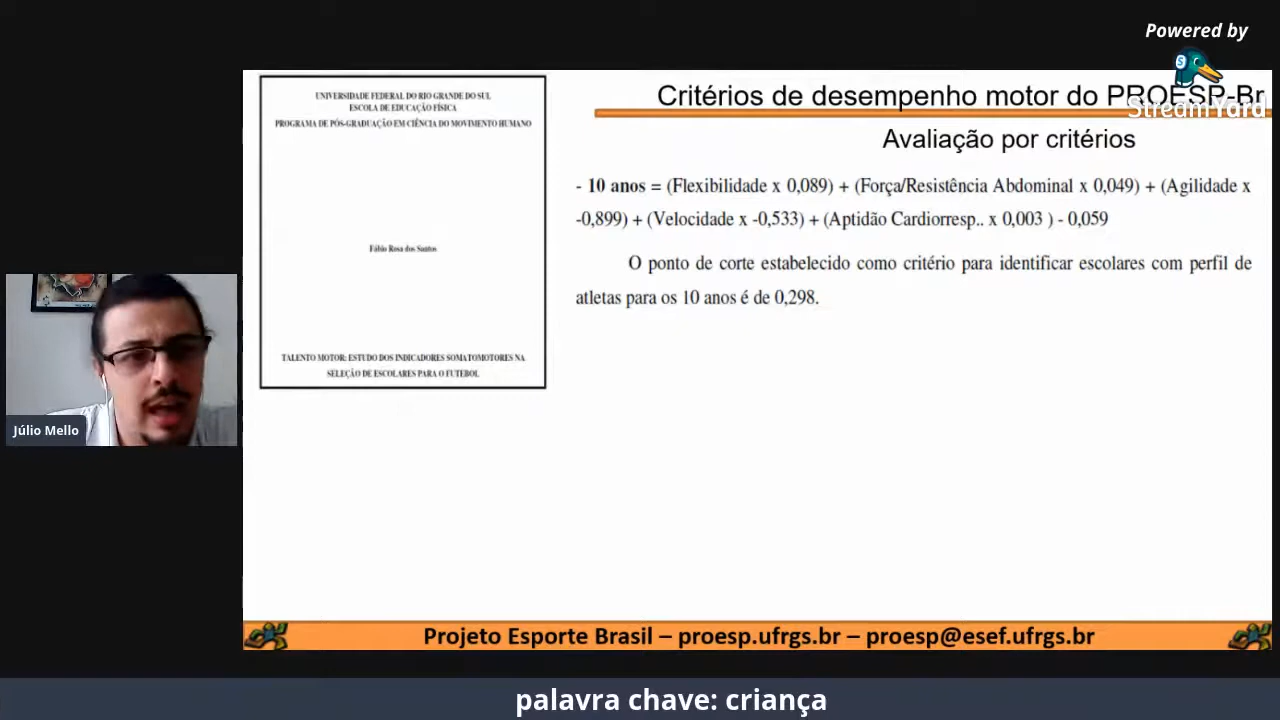 Powered by
StreamYard
UNIVERSIDADE FEDERAL DO RIO GRANDE DO SUL
ESCOLA DE EDUCAÇÃO FÍSICA
PROGRAMA DE PÓS-GRADUAÇÃO EM CIÊNCIA DO MOVIMENTO HUMANO
Fábio Rosa dos Santos
TALENTO MOTOR: ESTUDO DOS INDICADORES SOMATOMOTORES NA
SELEÇÃO DE ESCOLARES PARA O FUTEBOL
Critérios de desempenho motor do PROESP-Br
Avaliação por critérios
- 10 anos = (Flexibilidade x 0,089) + (Força/Resistência Abdominal x 0,049) + (Agilidade x
-0,899) + (Velocidade x -0,533) + (Aptidão Cardiorresp.. x 0,003 ) - 0,059
O ponto de corte estabelecido como critério para identificar escolares com perfil de
atletas para os 10 anos é de 0,298.
Júlio Mello
Projeto Esporte Brasil – proesp.ufrgs.br – proesp@esef.ufrgs.br
palavra chave: criança